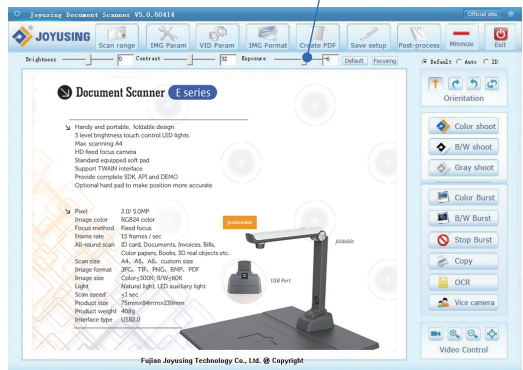 Joyusing Document Scanner V5.0.60414
Official site
JOYUSING
Scan range
IMG Param
VID Param
IMG Format
Create PDF
Save setup
Post-process
Minmize
Exit
Brightness 0 Contrast 32 Exposure -6 Default Focusing Default Auto ID
Orientation
Color shoot
B/W shoot
Gray shoot
Color Burst
B/W Burst
Stop Burst
Copy
OCR
Vice camera
Video Control
Document Scanner E series
Handy and portable, foldable design
3 level brightness touch control LED lights
Max. scanning A4
HD fixed focus camera
Standard equipped soft pad
Support TWAIN interface
Provide complete SDK, API and DEMO
Optional hard pad to make position more accurate
Pixel 2.0/ 5.0MP
Image color RGB24 color
Focus method Fixed focus
Frame rate 15 frames / sec
All-round scan ID card, Documents, Invoices, Bills,
Color papers, Books, 3D real objects etc.
Scan size A4、A5、A6、custom size
Image format JPG、TIF、PNG、BMP、PDF
Image size Color≤300K; B/W≤60K
Light Natural light, LED auxiliary light
Scan speed ≤1 sec
Product size 75mm×84mm×239mm
Product weight 498g
Interface type USB2.0
fashionable
foldable
USB Port
Fujian Joyusing Technology Co., Ltd. @ Copyright